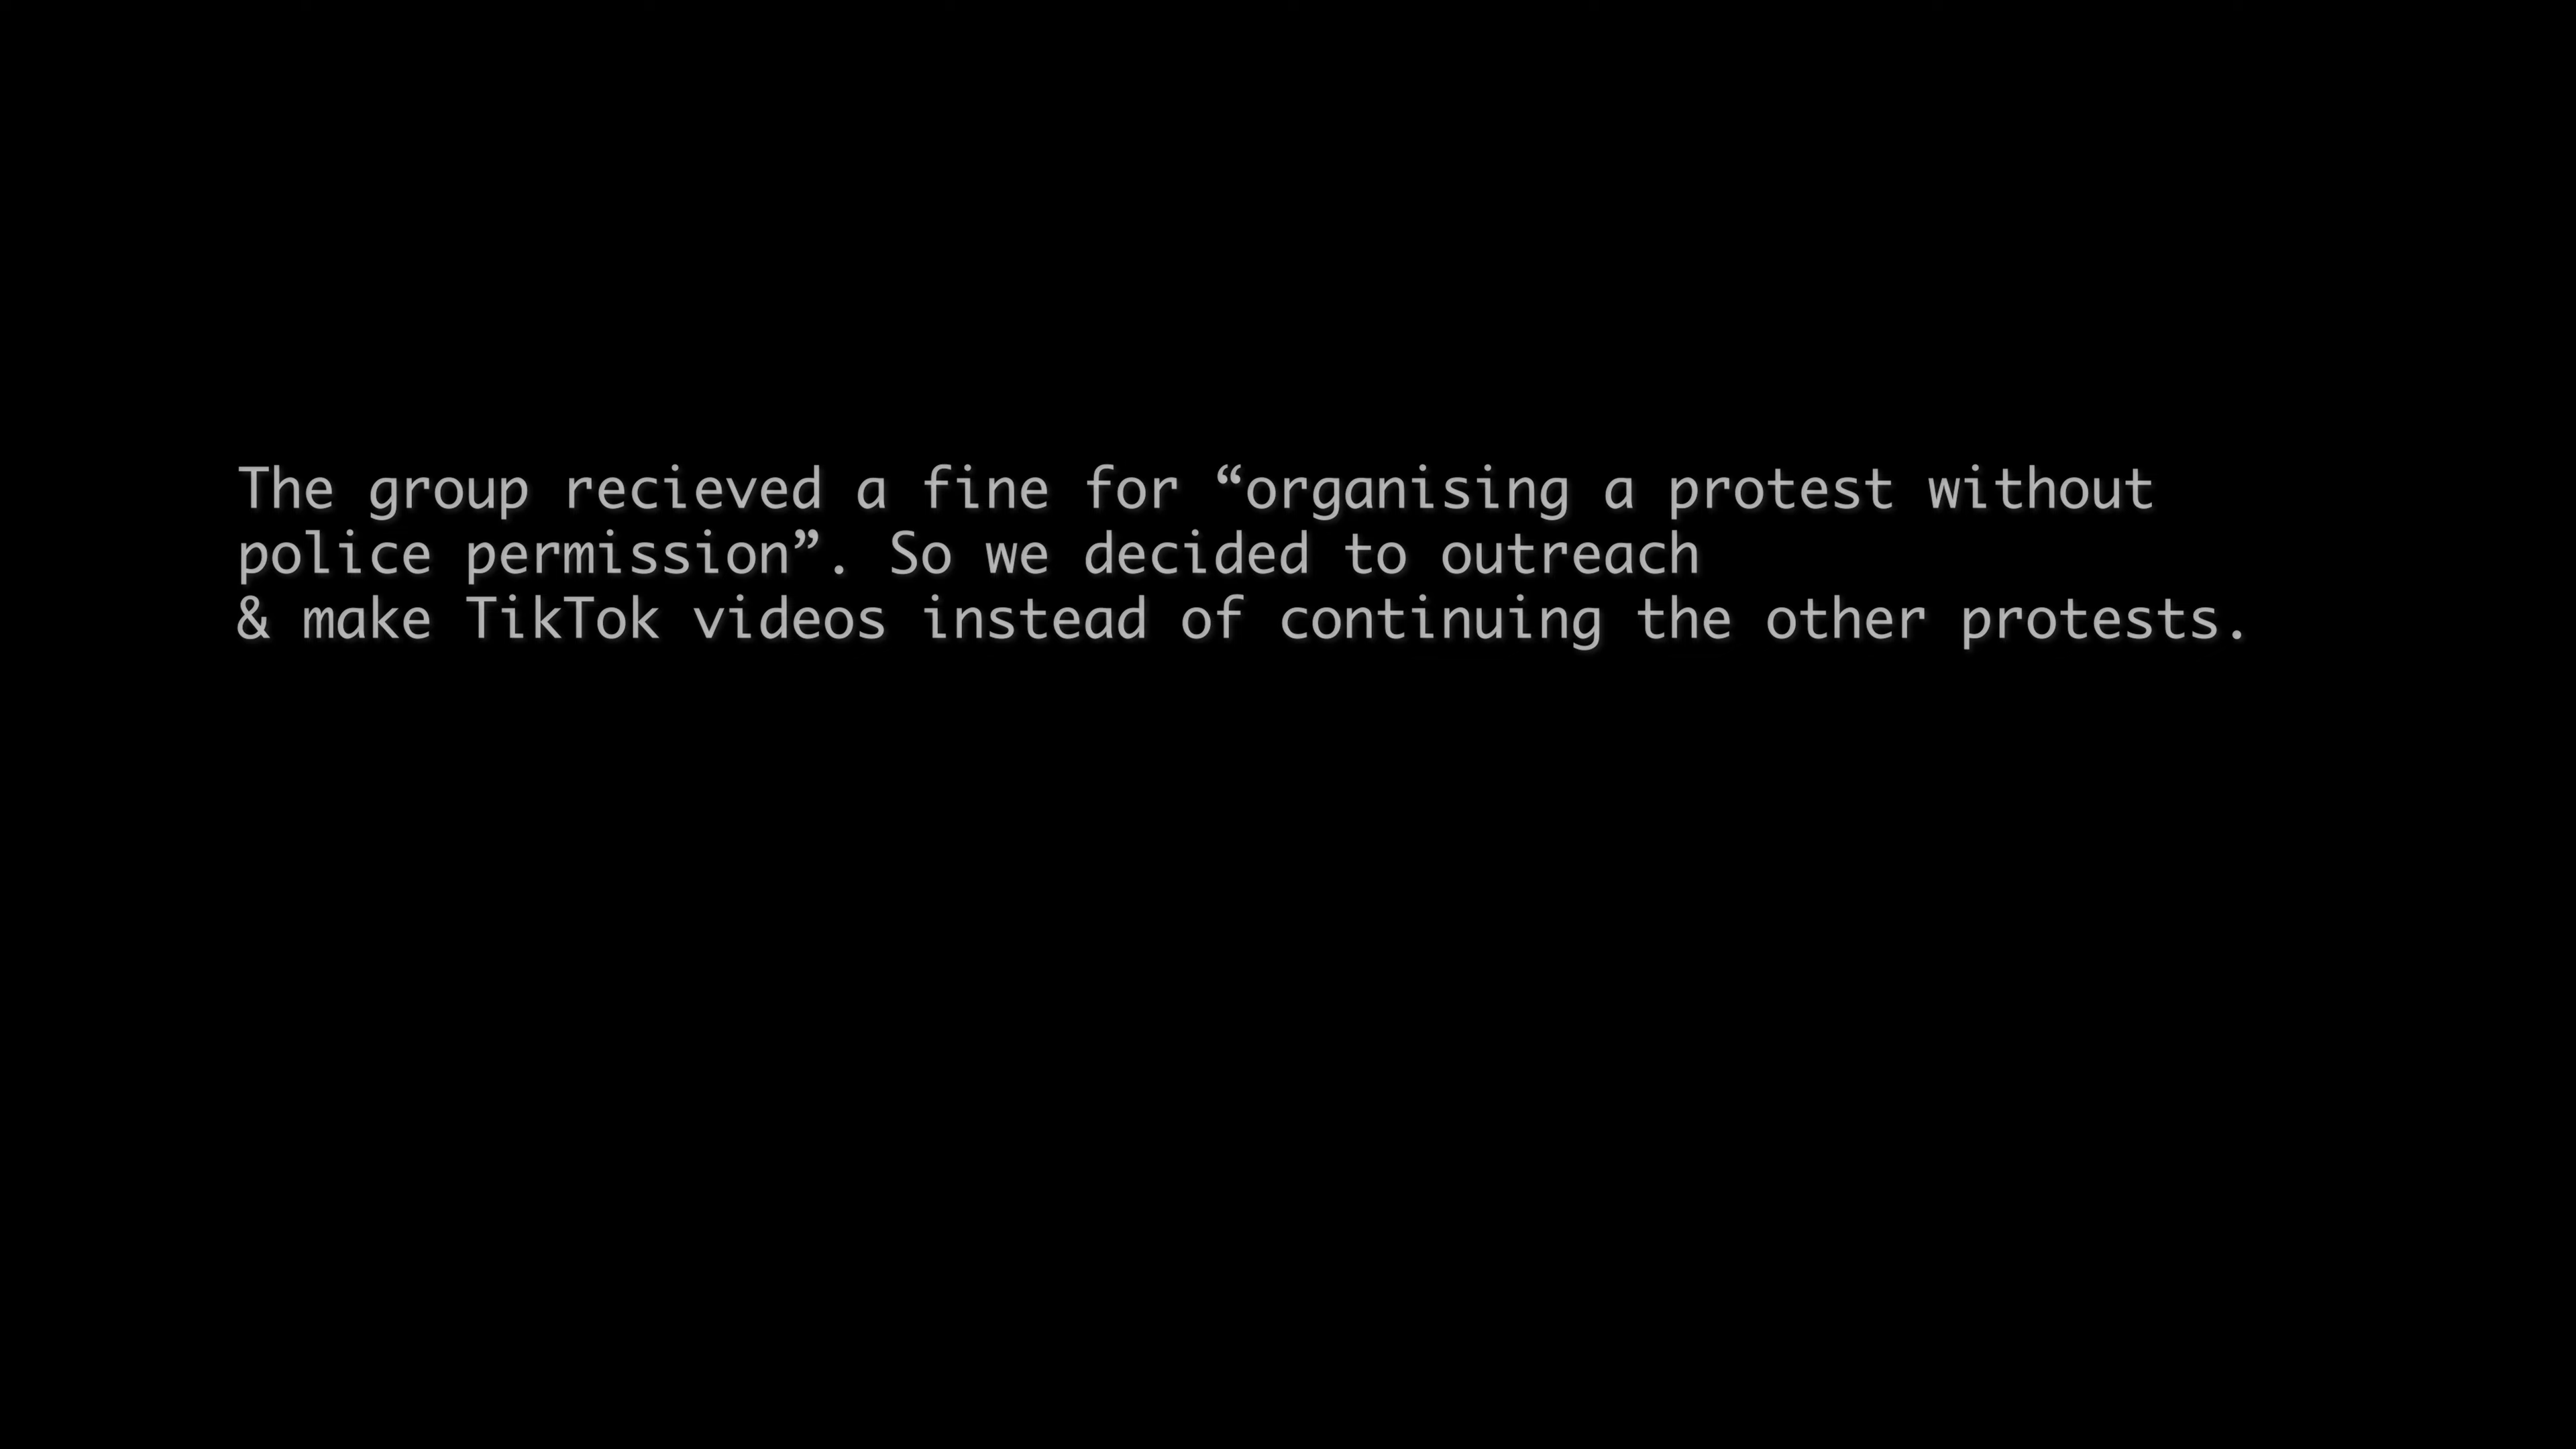 The group recieved a fine for “organising a protest without
police permission”. So we decided to outreach
& make TikTok videos instead of continuing the other protests.